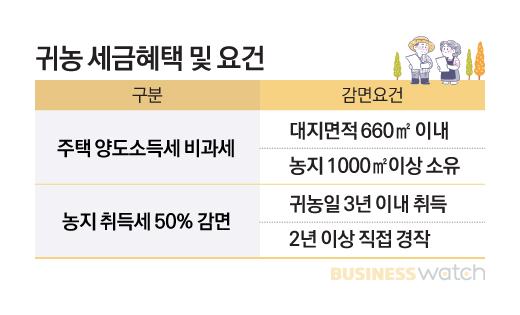 귀농 세금혜택 및 요건
구분 감면요건
주택 양도소득세 비과세
대지면적 660㎡ 이내
농지 1000㎡이상 소유
농지 취득세 50% 감면
귀농일 3년 이내 취득
2년 이상 직접 경작
BUSINESS watch